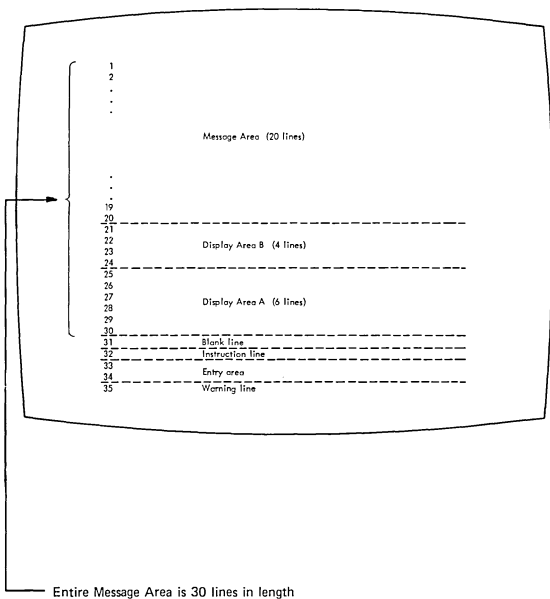 1
2
.
.
.
Message Area (20 lines)
.
.
.
19
20
21
22
Display Area B (4 lines)
23
24
25
26
27
Display Area A (6 lines)
28
29
30
31 Blank line
32 Instruction line
33
Entry area
34
35 Warning line
Entire Message Area is 30 lines in length